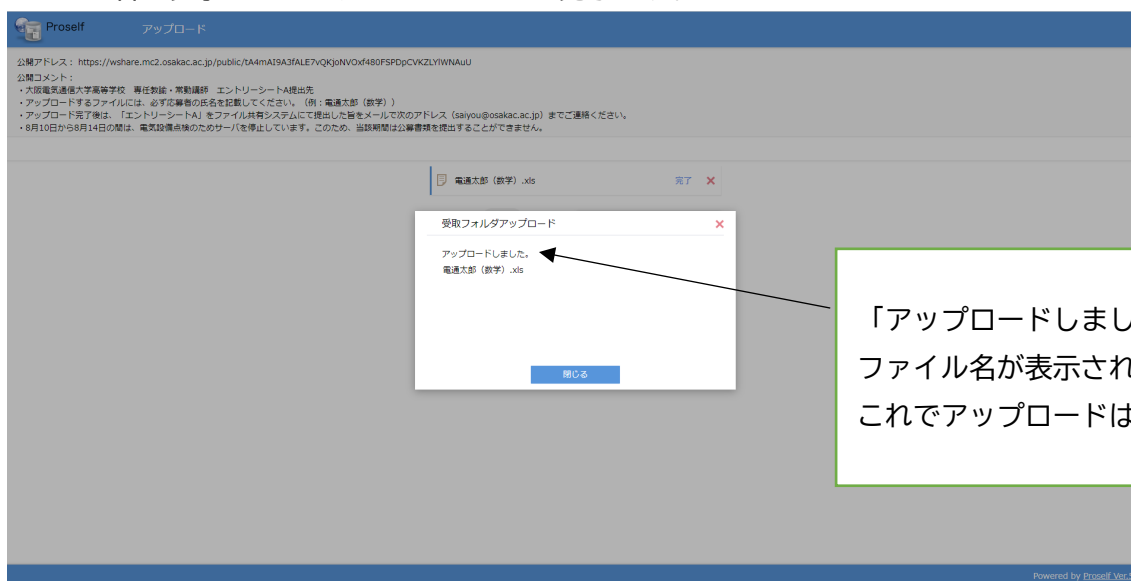 Proself
アップロード
公開アドレス： https://wshare.mc2.osakac.ac.jp/public/tA4mAI9A3fALE7vQKjoNVOxf480FSPDpCVKZLYlWNAuU
公開コメント：
・大阪電気通信大学高等学校　専任教諭・常勤講師　エントリーシートA提出先
・アップロードするファイルには、必ず応募者の氏名を記載してください。（例：電通太郎（数学））
・アップロード完了後は、「エントリーシートA」をファイル共有システムにて提出した旨をメールで次のアドレス（saiyou@osakac.ac.jp）までご連絡ください。
・8月10日から8月14日の間は、電気設備点検のためサーバを停止しています。このため、当該期間は公募書類を提出することができません。
電通太郎（数学）.xls
完了
受取フォルダアップロード
アップロードしました。
電通太郎（数学）.xls
閉じる
「アップロードしまし
ファイル名が表示され
これでアップロードは
Powered by Proself Ver